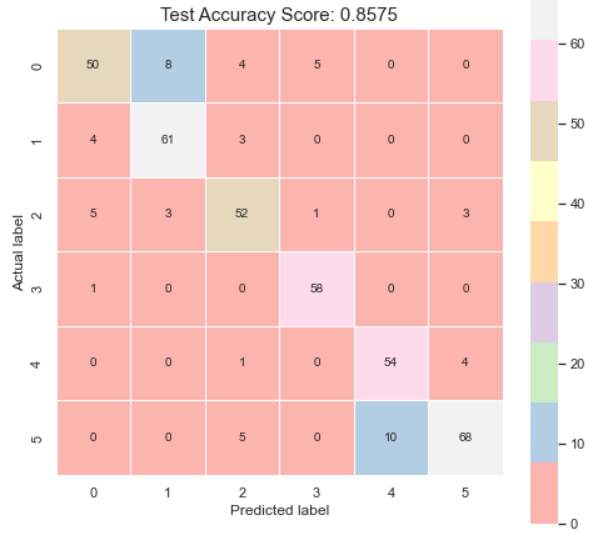 Test Accuracy Score: 0.8575
0 50 8 4 5 0 0
1 4 61 3 0 0 0
2 5 3 52 1 0 3
3 1 0 0 58 0 0
4 0 0 1 0 54 4
5 0 0 5 0 10 68
0 1 2 3 4 5
Predicted label
Actual label
60
50
40
30
20
10
0